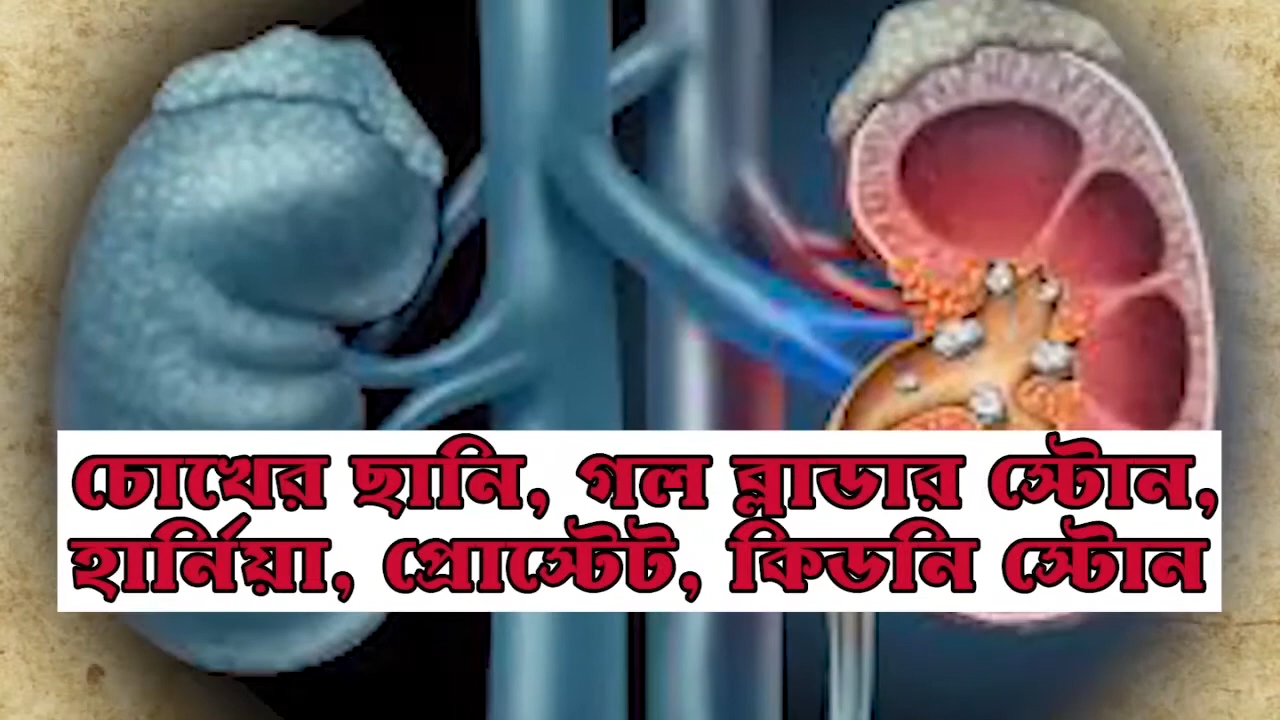 চোখের ছানি, গল ব্লাডার স্টোন,
হার্নিয়া, প্রোস্টেট, কিডনি স্টোন